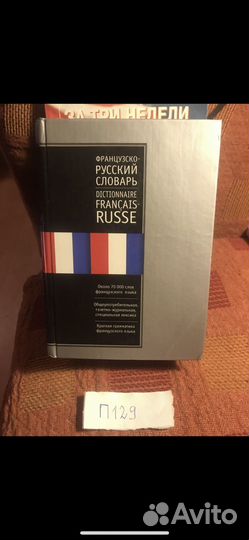 ЗА ТРИ НЕДЕЛИ
ФРАНЦУЗСКО-
РУССКИЙ
СЛОВАРЬ
DICTIONNAIRE
FRANÇAIS-
RUSSE
Около 70 000 слов
французского языка
Общеупотребительная,
газетно-журнальная,
специальная лексика
Краткая грамматика
французского языка
П129
Avito